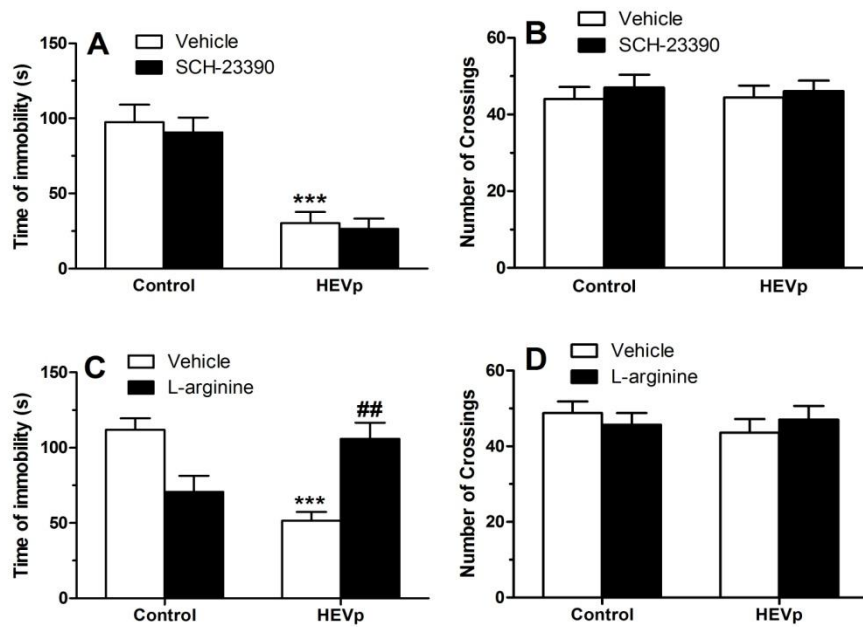 A
Vehicle
SCH-23390
Time of immobility (s)
150
100
50
0
***
Control
HEVp
B
Vehicle
SCH-23390
Number of Crossings
60
40
20
0
Control
HEVp
C
Vehicle
L-arginine
Time of immobility (s)
150
100
50
0
***
##
Control
HEVp
D
Vehicle
L-arginine
Number of Crossings
60
40
20
0
Control
HEVp